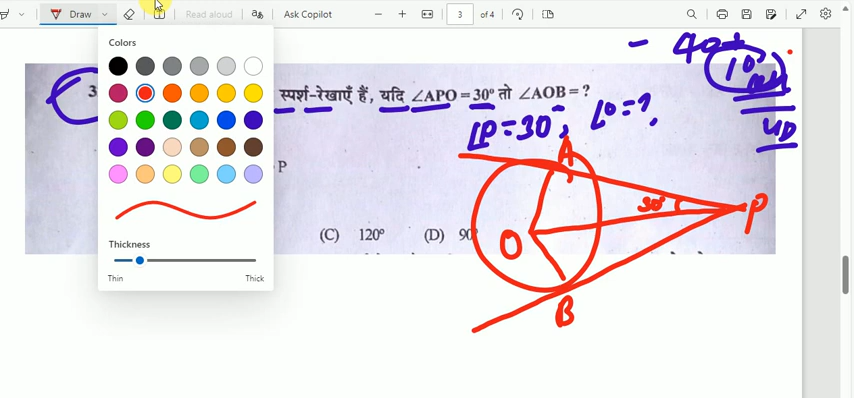 Draw
Read aloud
Ask Copilot
3 of 4
Colors
- 40+
10
3
स्पर्श-रेखाएँ हैं, यदि ∠APO = 30° तो ∠AOB = ?
UP
∠P = 30°, ∠O = ?
A
P
30°
P
O
(C) 120° (D) 90°
B
Thickness
Thin Thick